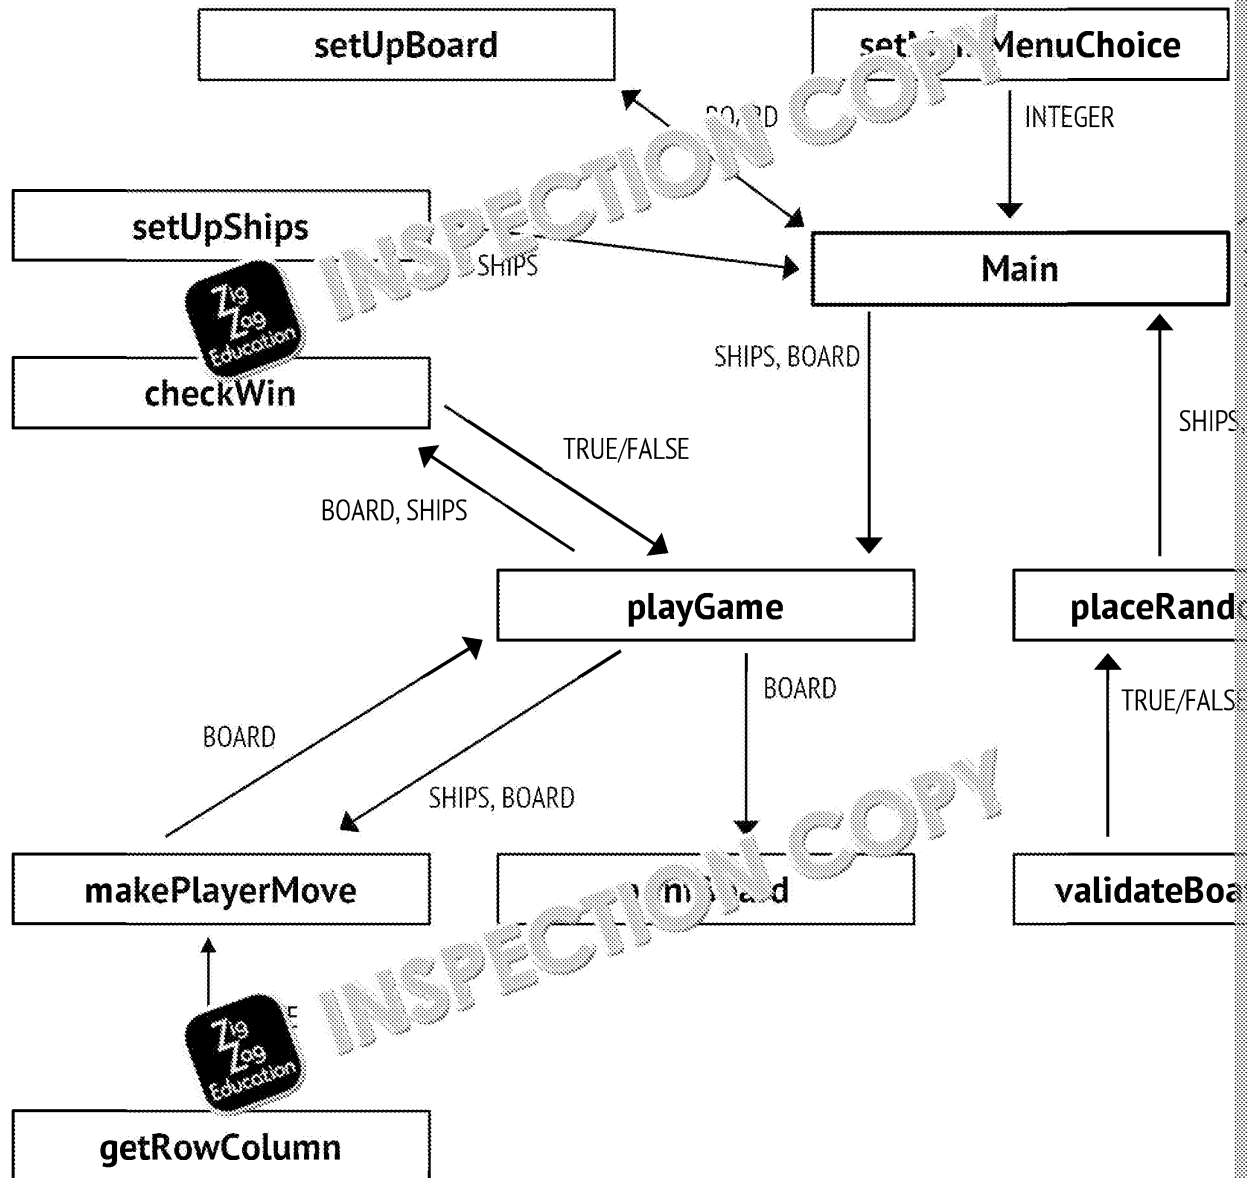 setUpBoard
MenuChoice
BOARD
INTEGER
INSPECTION COPY
setUpShips
SHIPS
Main
Zig
Zag
Education
SHIPS, BOARD
checkWin
SHIPS
TRUE/FALSE
BOARD, SHIPS
playGame
placeRand
BOARD
TRUE/FALS
BOARD
SHIPS, BOARD
makePlayerMove
validateBoa
INSPECTION COPY
Zig
Zag
Education
getRowColumn